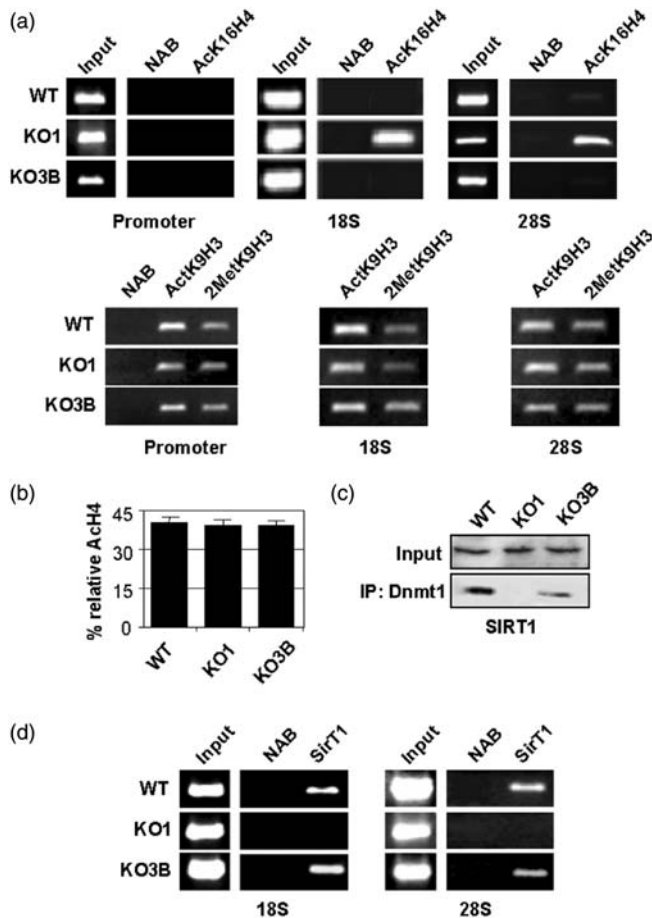 (a)
Input NAB AcK16H4 Input NAB AcK16H4 Input NAB AcK16H4
WT
KO1
KO3B
Promoter 18S 28S
NAB ActK9H3 2MetK9H3 ActK9H3 2MetK9H3 ActK9H3 2MetK9H3
WT
KO1
KO3B
Promoter 18S 28S
(b)
% relative AcH4
45
30
15
0
WT KO1 KO3B
(c)
WT KO1 KO3B
Input
IP: Dnmt1
SIRT1
(d)
Input NAB SirT1 Input NAB SirT1
WT
KO1
KO3B
18S 28S